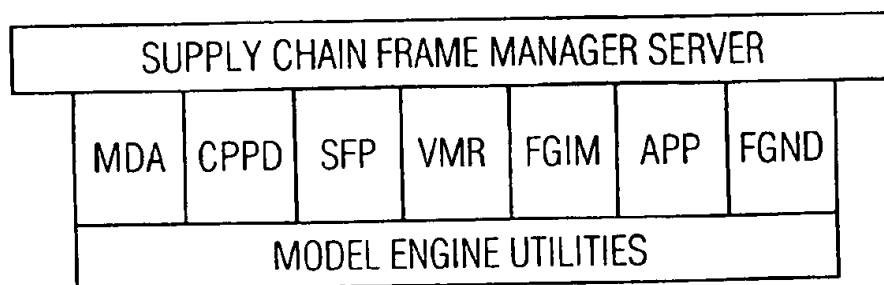 SUPPLY CHAIN FRAME MANAGER SERVER
MDA CPPD SFP VMR FGIM APP FGND
MODEL ENGINE UTILITIES